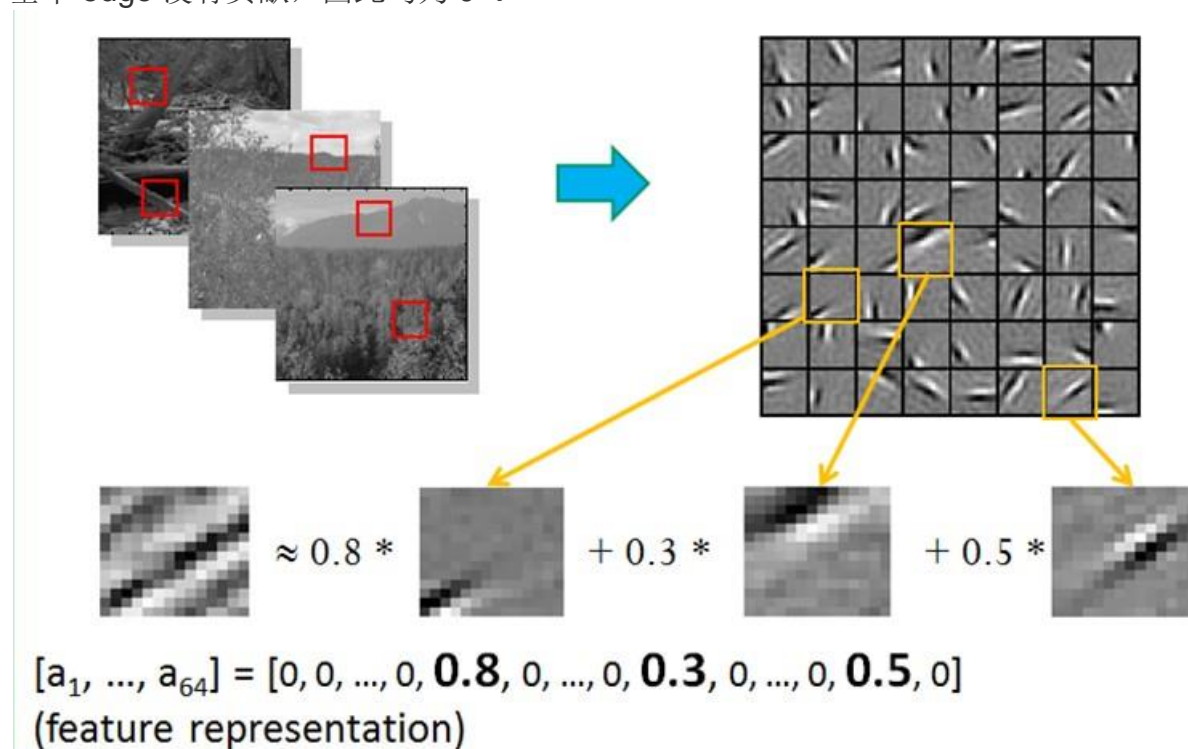 ≈ 0.8 * + 0.3 * + 0.5 *
[a1, ..., a64] = [0, 0, ..., 0, 0.8, 0, ..., 0, 0.3, 0, ..., 0, 0.5, 0]
(feature representation)